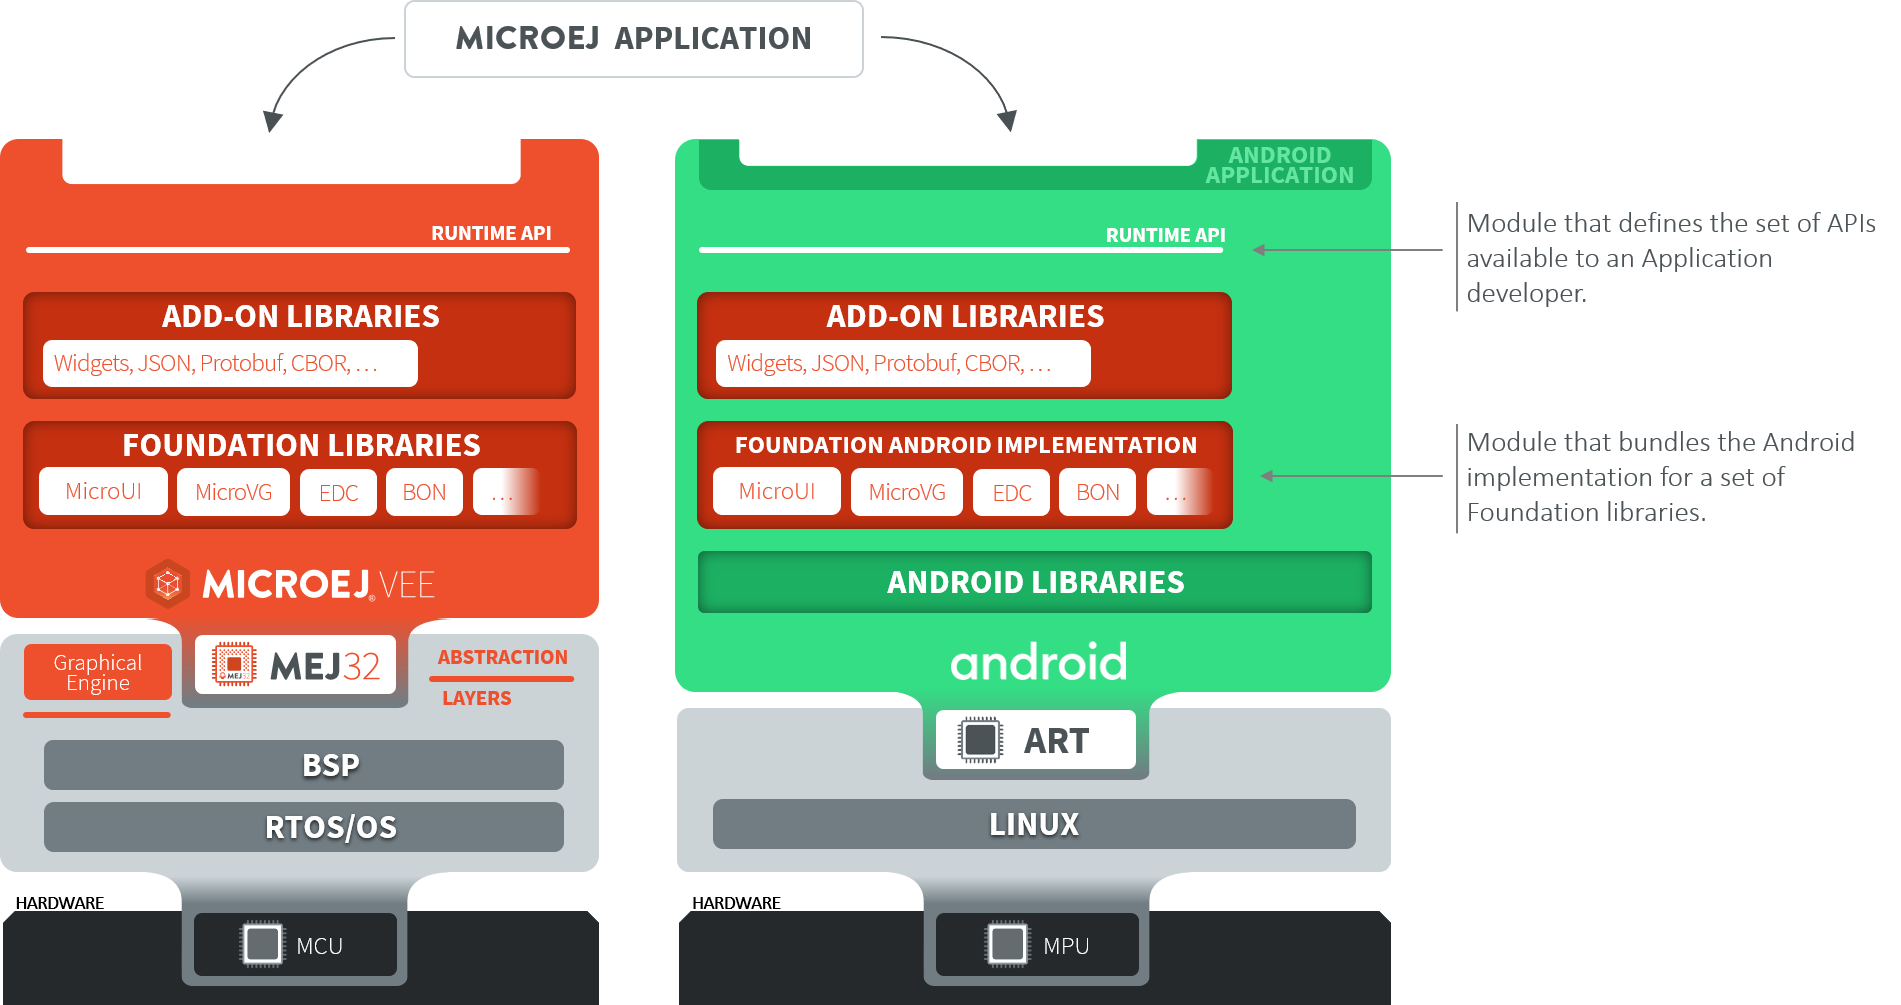 MICROEJ APPLICATION
RUNTIME API
ADD-ON LIBRARIES
Widgets, JSON, Protobuf, CBOR, ...
FOUNDATION LIBRARIES
MicroUI
MicroVG
EDC
BON
...
MICROEJ® VEE
Graphical
Engine
MEJ32
MEJ32
ABSTRACTION
LAYERS
BSP
RTOS/OS
HARDWARE
MCU
ANDROID
APPLICATION
RUNTIME API
ADD-ON LIBRARIES
Widgets, JSON, Protobuf, CBOR, ...
FOUNDATION ANDROID IMPLEMENTATION
MicroUI
MicroVG
EDC
BON
...
ANDROID LIBRARIES
android
ART
LINUX
HARDWARE
MPU
Module that defines the set of APIs
available to an Application
developer.
Module that bundles the Android
implementation for a set of
Foundation libraries.